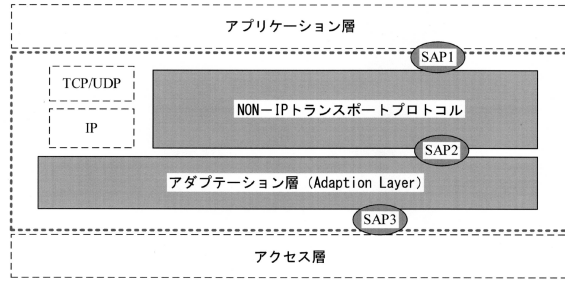 アプリケーション層
SAP1
TCP/UDP
NON－IPトランスポートプロトコル
IP
SAP2
アダプテーション層 (Adaption Layer)
SAP3
アクセス層